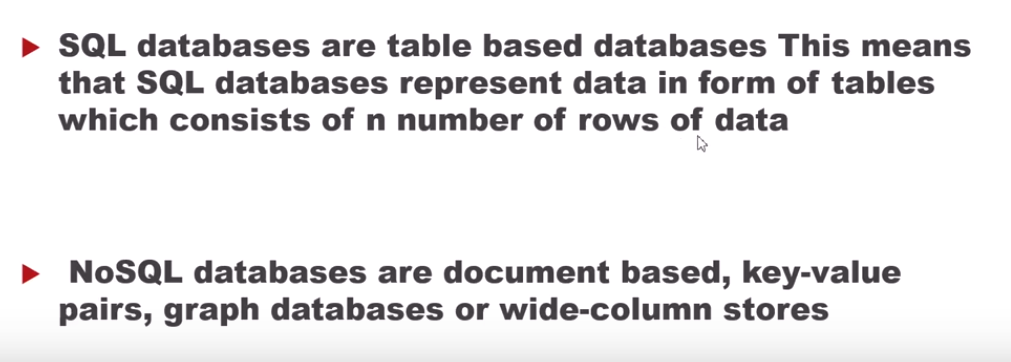 SQL databases are table based databases This means
that SQL databases represent data in form of tables
which consists of n number of rows of data
NoSQL databases are document based, key-value
pairs, graph databases or wide-column stores